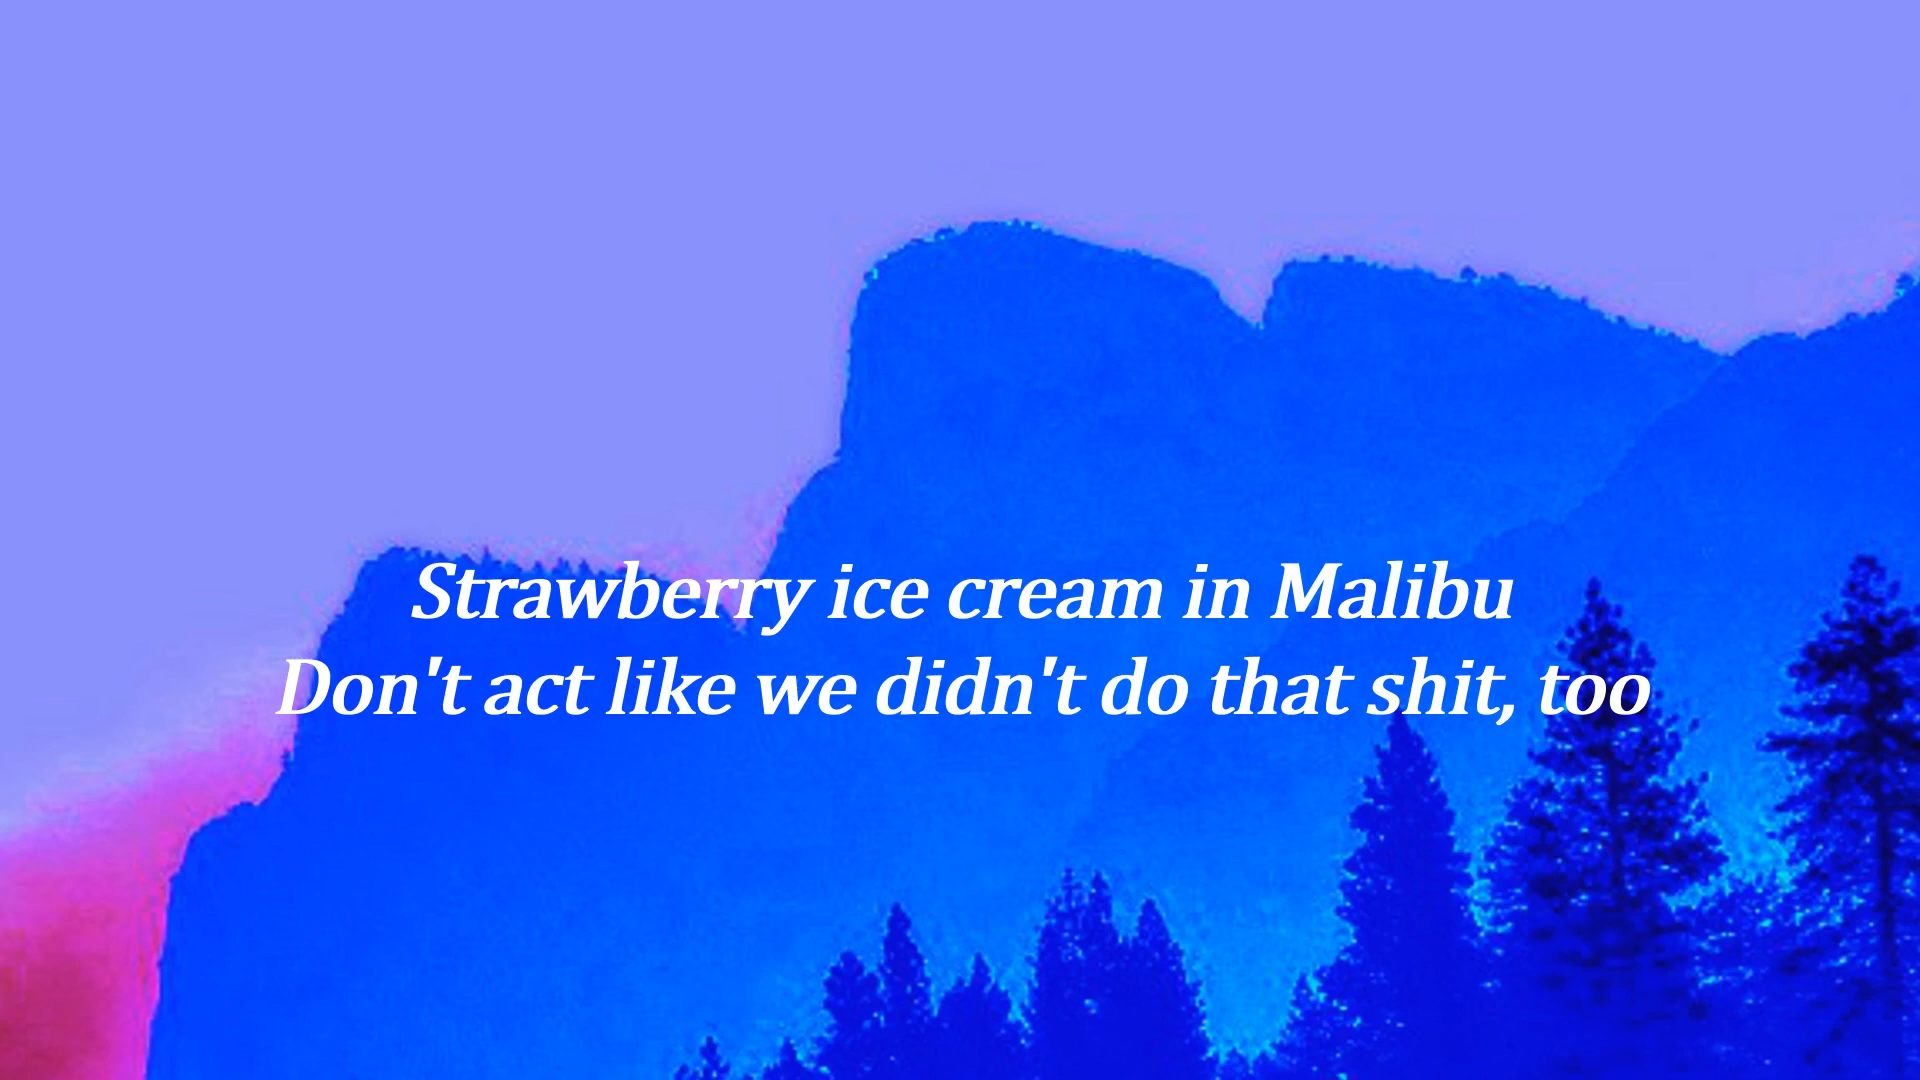 Strawberry ice cream in Malibu
Don't act like we didn't do that shit, too